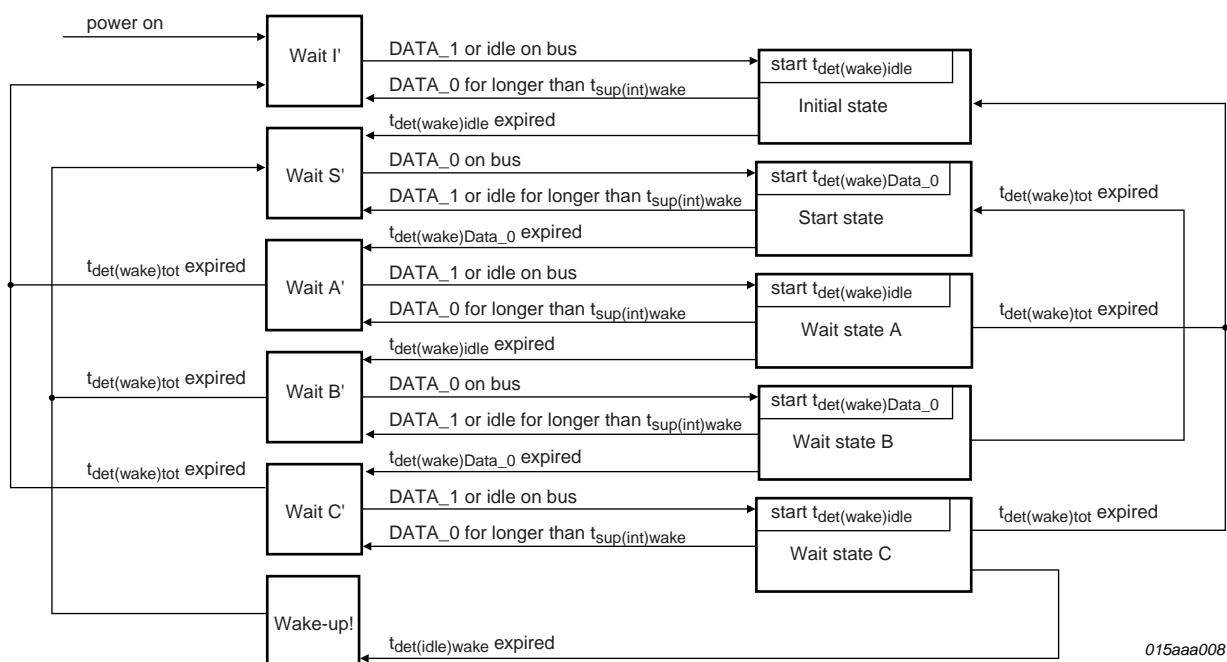 power on
Wait I'
DATA_1 or idle on bus
start tdet(wake)idle
DATA_0 for longer than tsup(int)wake
Initial state
tdet(wake)idle expired
Wait S'
DATA_0 on bus
start tdet(wake)Data_0
DATA_1 or idle for longer than tsup(int)wake
tdet(wake)tot expired
Start state
tdet(wake)Data_0 expired
tdet(wake)tot expired
Wait A'
DATA_1 or idle on bus
start tdet(wake)idle
DATA_0 for longer than tsup(int)wake
tdet(wake)tot expired
Wait state A
tdet(wake)idle expired
tdet(wake)tot expired
Wait B'
DATA_0 on bus
start tdet(wake)Data_0
DATA_1 or idle for longer than tsup(int)wake
Wait state B
tdet(wake)Data_0 expired
tdet(wake)tot expired
Wait C'
DATA_1 or idle on bus
start tdet(wake)idle
tdet(wake)tot expired
DATA_0 for longer than tsup(int)wake
Wait state C
Wake-up!
tdet(idle)wake expired
015aaa008